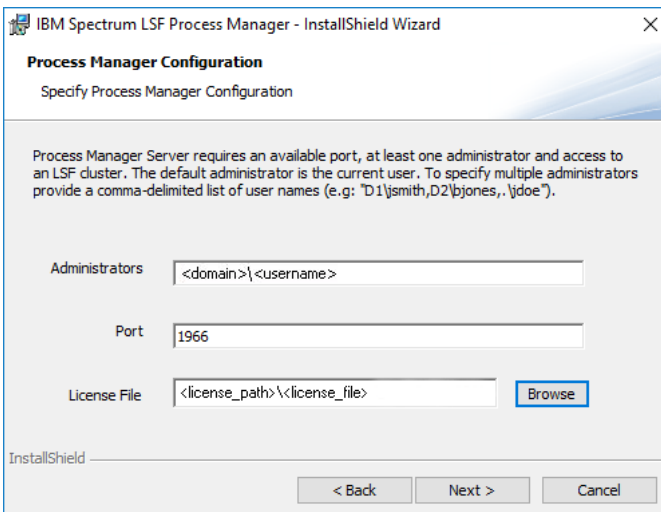 IBM Spectrum LSF Process Manager - InstallShield Wizard
Process Manager Configuration
Specify Process Manager Configuration
Process Manager Server requires an available port, at least one administrator and access to
an LSF cluster. The default administrator is the current user. To specify multiple administrators
provide a comma-delimited list of user names (e.g: "D1\jsmith,D2\bjones,.\jdoe").
Administrators <domain>\<username>
Port 1966
License File <license_path>\<license_file> Browse
InstallShield
< Back Next > Cancel